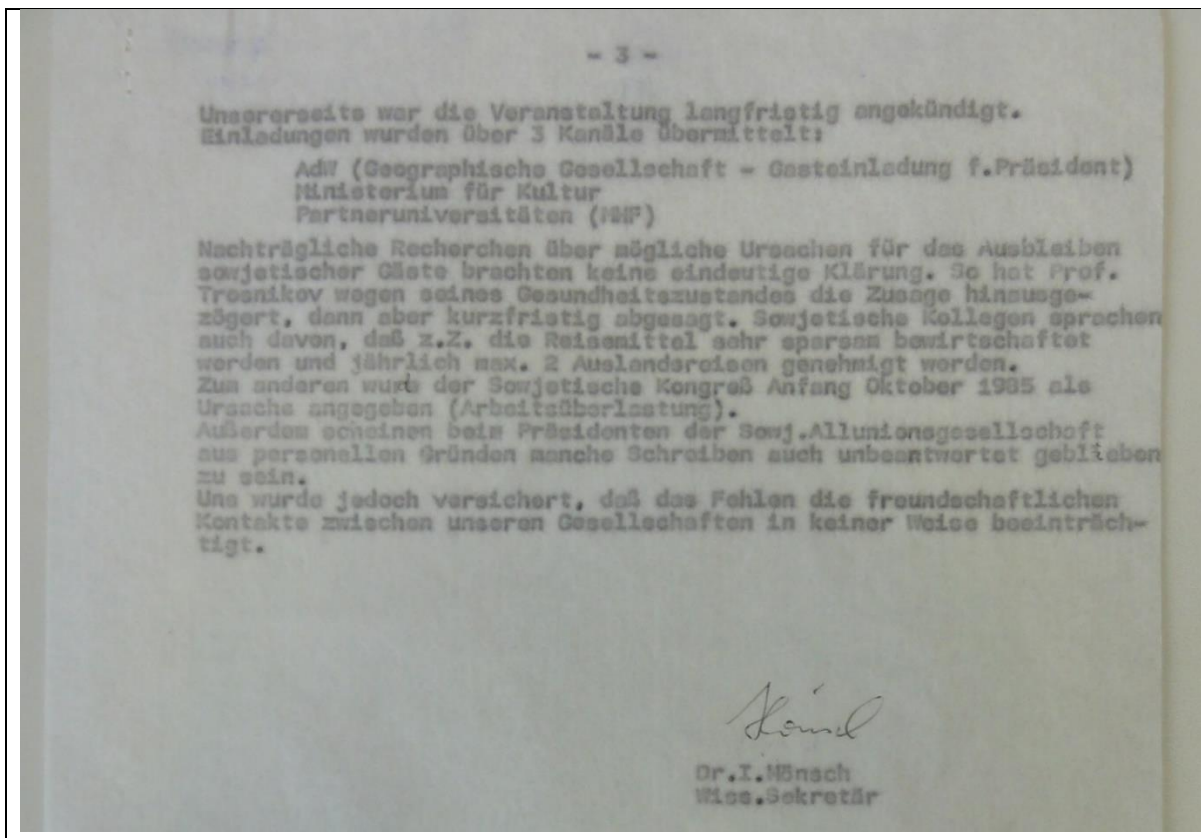 - 3 -
Unsererseits war die Veranstaltung langfristig angekündigt.
Einladungen wurden über 3 Kanäle übermittelt:
AdW (Geographische Gesellschaft - Gasteinladung f.Präsident)
Ministerium für Kultur
Partneruniversitäten (MHF)
Nachträgliche Recherchen über mögliche Ursachen für das Ausbleiben
sowjetischer Gäste brachten keine eindeutige Klärung. So hat Prof.
Tresnikov wegen seines Gesundheitszustandes die Zusage hinausge-
zögert, dann aber kurzfristig abgesagt. Sowjetische Kollegen sprachen
auch davon, daß z.Z. die Reisemittel sehr sparsam bewirtschaftet
werden und jährlich max. 2 Auslandsreisen genehmigt werden.
Zum anderen wurde der Sowjetische Kongreß Anfang Oktober 1985 als
Ursache angegeben (Arbeitsüberlastung).
Außerdem scheinen beim Präsidenten der Sowj.Allunionsgesellschaft
aus personellen Gründen manche Schreiben auch unbeantwortet geblieben
zu sein.
Uns wurde jedoch versichert, daß das Fehlen die freundschaftlichen
Kontakte zwischen unseren Gesellschaften in keiner Weise beeinträch-
tigt.
Dr.I.Hönsch
Wiss.Sekretär